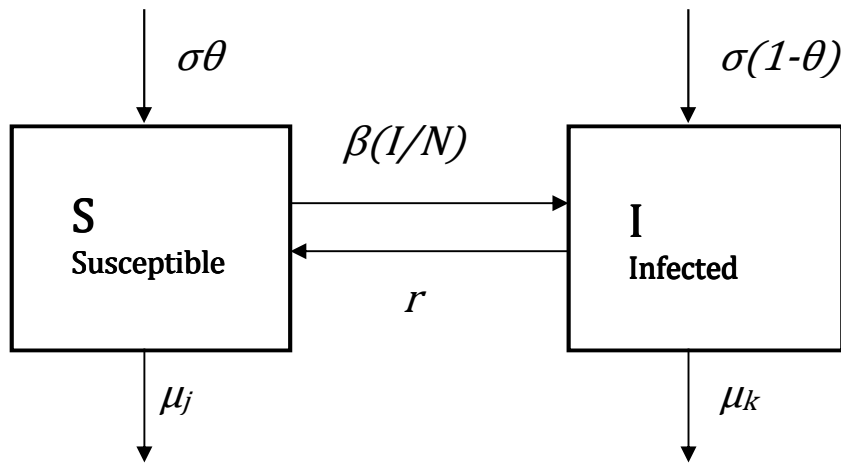 σθ
σ(1-θ)
β(I/N)
S
Susceptible
I
Infected
r
μj
μk